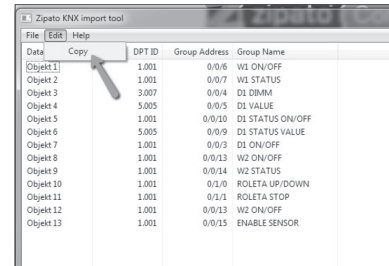 Zipato KNX import tool
zipato
File Edit Help
Copy
Data DPT ID Group Address Group Name
Objekt 1 1.001 0/0/6 W1 ON/OFF
Objekt 2 1.001 0/0/7 W1 STATUS
Objekt 3 3.007 0/0/4 D1 DIMM
Objekt 4 5.005 0/0/5 D1 VALUE
Objekt 5 1.001 0/0/10 D1 STATUS ON/OFF
Objekt 6 5.005 0/0/9 D1 STATUS VALUE
Objekt 7 1.001 0/0/3 D1 ON/OFF
Objekt 8 1.001 0/0/13 W2 ON/OFF
Objekt 9 1.001 0/0/14 W2 STATUS
Objekt 10 1.001 0/1/0 ROLETA UP/DOWN
Objekt 11 1.001 0/1/1 ROLETA STOP
Objekt 12 1.001 0/0/13 W2 ON/OFF
Objekt 13 1.001 0/0/15 ENABLE SENSOR